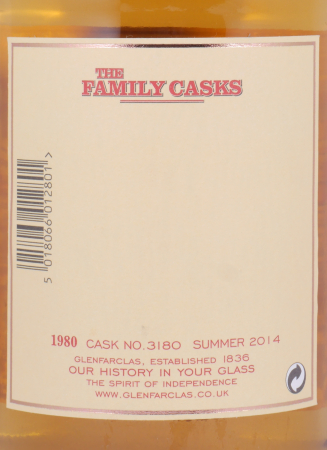 THE
FAMILY CASKS
5 018066 012801 >
1980 CASK NO. 3180 SUMMER 2014
GLENFARCLAS, ESTABLISHED 1836
OUR HISTORY IN YOUR GLASS
THE SPIRIT OF INDEPENDENCE
WWW.GLENFARCLAS.CO.UK